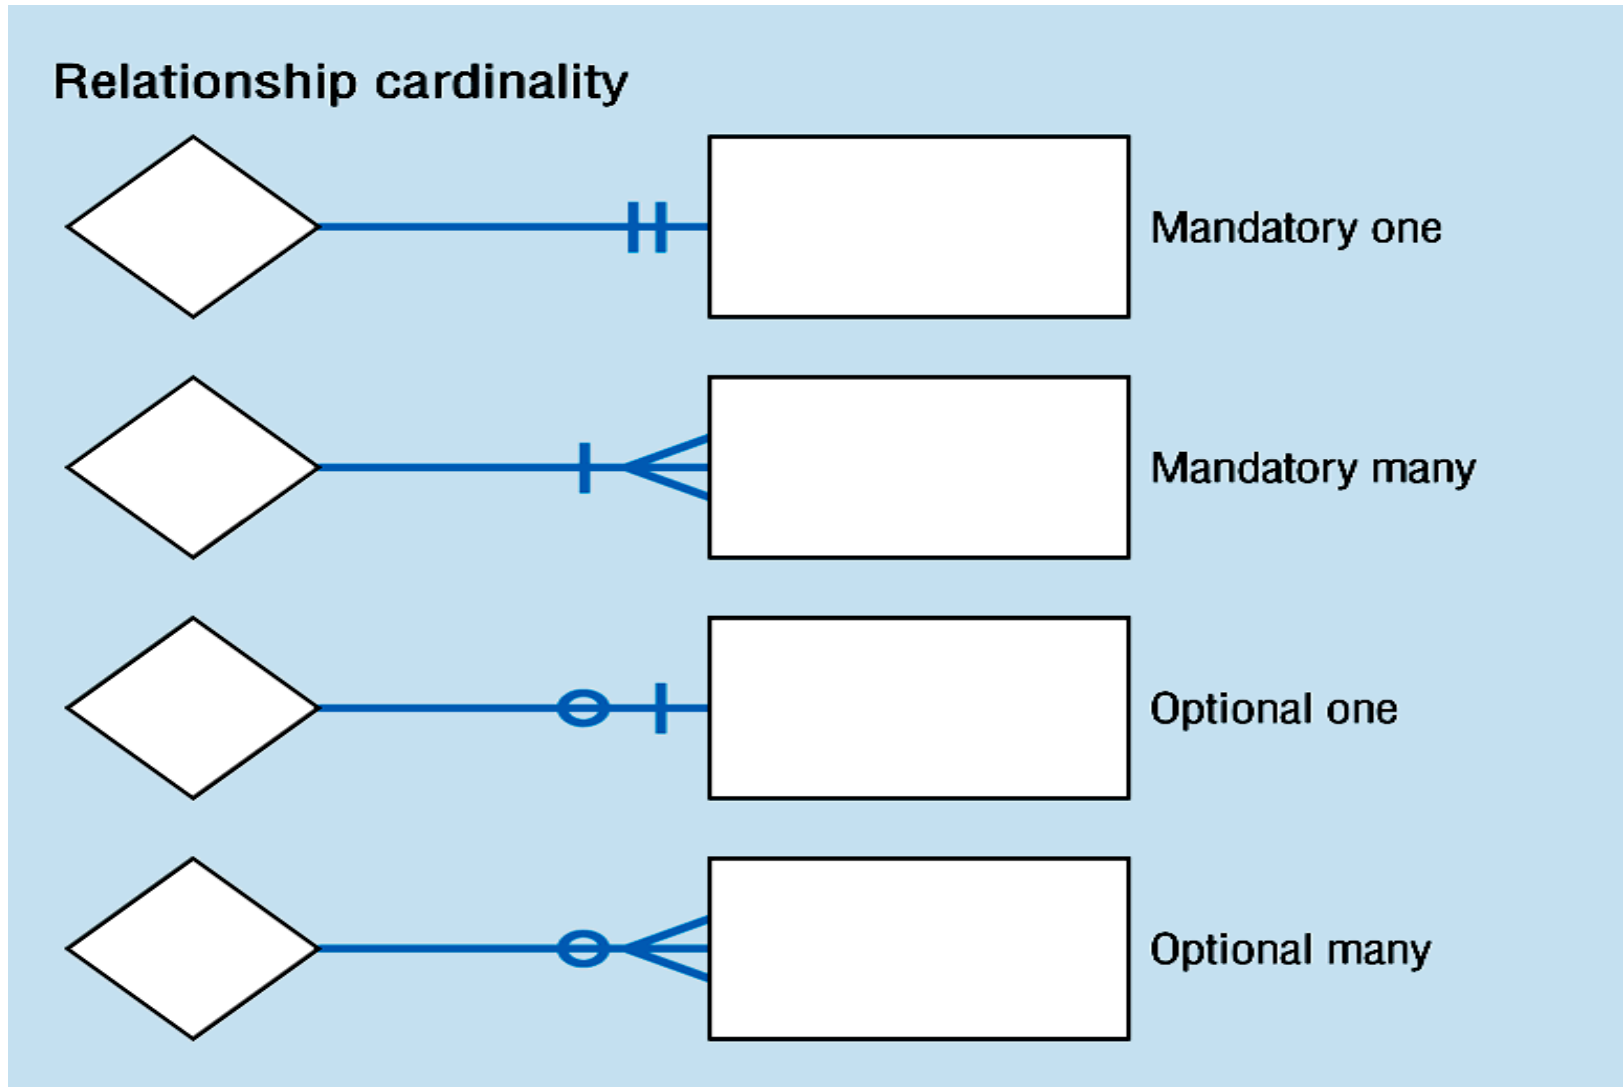 Relationship cardinality
Mandatory one
Mandatory many
Optional one
Optional many